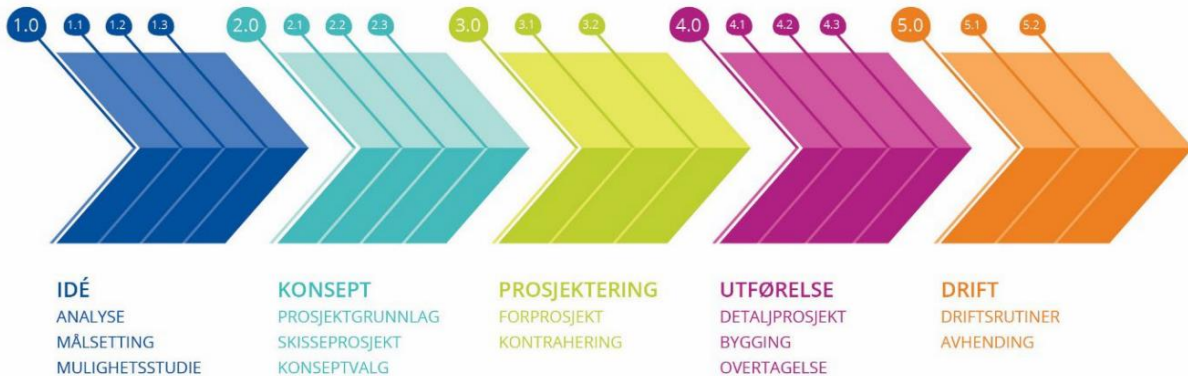 1.0 1.1 1.2 1.3 2.0 2.1 2.2 2.3 3.0 3.1 3.2 4.0 4.1 4.2 4.3 5.0 5.1 5.2
IDÉ
ANALYSE
MÅLSETTING
MULIGHETSSTUDIE
KONSEPT
PROSJEKTGRUNNLAG
SKISSEPROSJEKT
KONSEPTVALG
PROSJEKTERING
FORPROSJEKT
KONTRAHERING
UTFØRELSE
DETALJPROSJEKT
BYGGING
OVERTAGELSE
DRIFT
DRIFTSRUTINER
AVHENDING